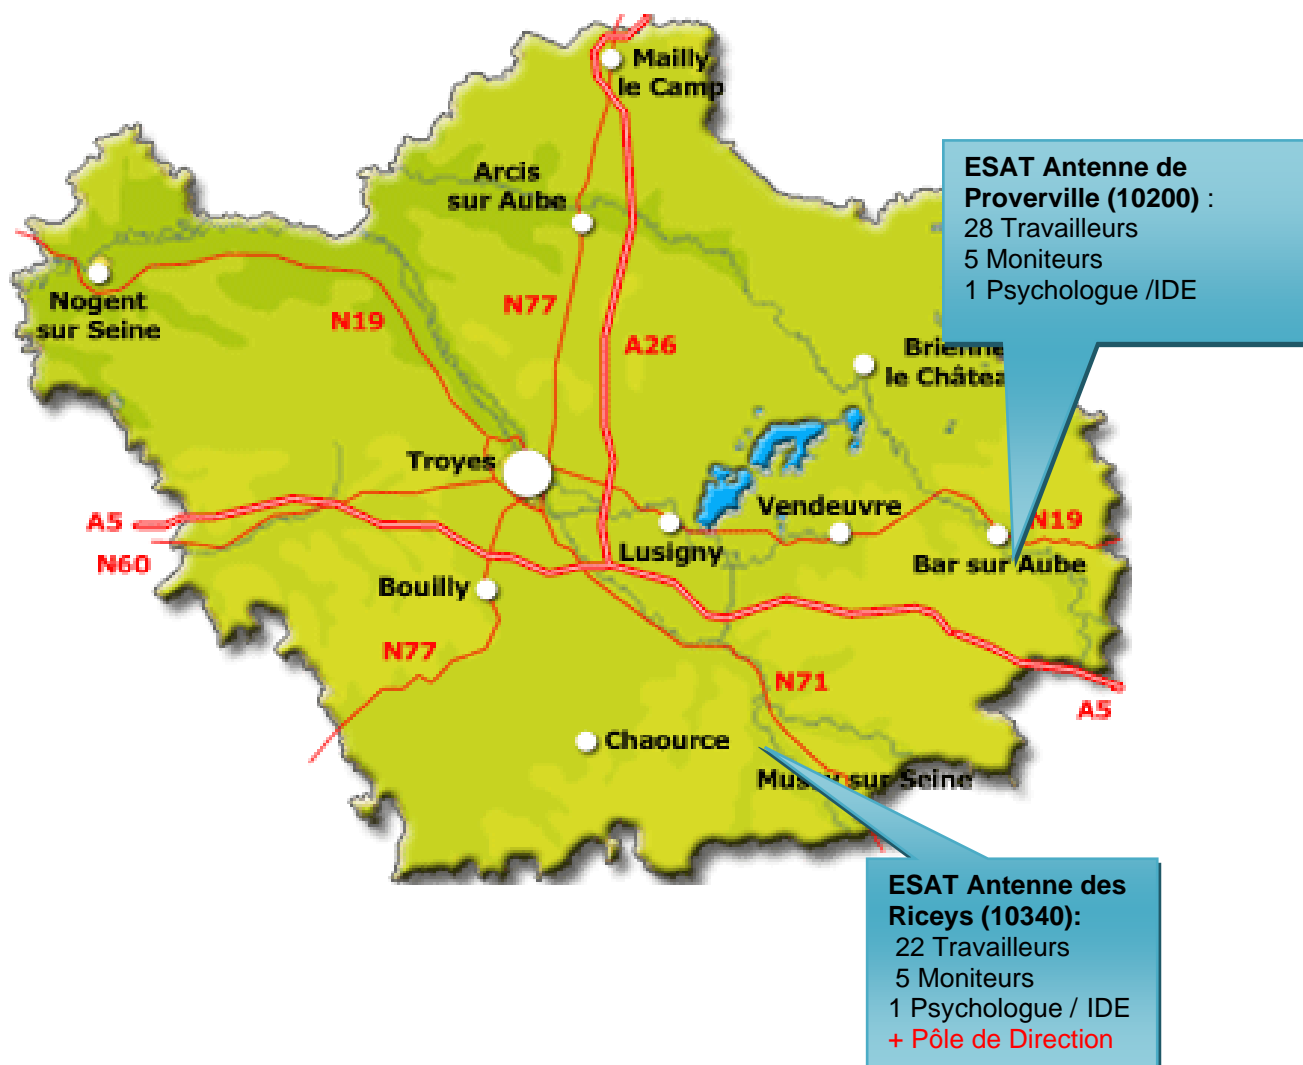 Mailly
le Camp
ESAT Antenne de
Proverville (10200) :
28 Travailleurs
5 Moniteurs
1 Psychologue /IDE
Arcis
sur Aube
Nogent
sur Seine
N19
N77
A26
Brienne
le Châtea
Troyes
Vendeuvre
A5
N19
Lusigny
N60
Bar sur Aube
Bouilly
N77
N71
A5
Chaource
Mussy sur Seine
ESAT Antenne des
Riceys (10340):
22 Travailleurs
5 Moniteurs
1 Psychologue / IDE
+ Pôle de Direction